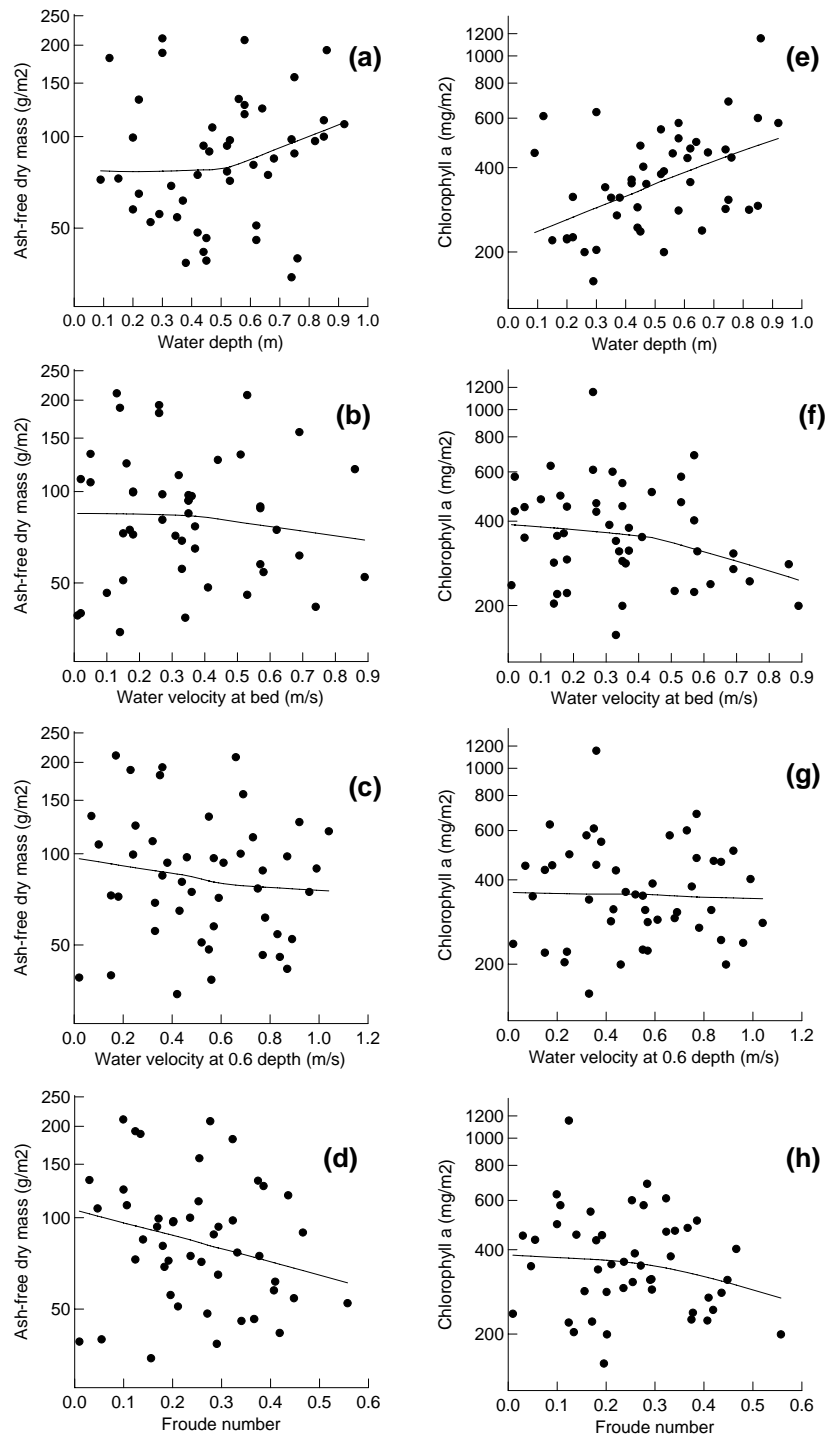 250
200
150
100
50
0.0 0.1 0.2 0.3 0.4 0.5 0.6 0.7 0.8 0.9 1.0
Ash-free dry mass (g/m2)
Water depth (m)
(a)
1200
1000
800
600
400
200
0.0 0.1 0.2 0.3 0.4 0.5 0.6 0.7 0.8 0.9 1.0
Chlorophyll a (mg/m2)
Water depth (m)
(e)
250
200
150
100
50
0.0 0.1 0.2 0.3 0.4 0.5 0.6 0.7 0.8 0.9
Ash-free dry mass (g/m2)
Water velocity at bed (m/s)
(b)
1200
1000
800
600
400
200
0.0 0.1 0.2 0.3 0.4 0.5 0.6 0.7 0.8 0.9
Chlorophyll a (mg/m2)
Water velocity at bed (m/s)
(f)
250
200
150
100
50
0.0 0.2 0.4 0.6 0.8 1.0 1.2
Ash-free dry mass (g/m2)
Water velocity at 0.6 depth (m/s)
(c)
1200
1000
800
600
400
200
0.0 0.2 0.4 0.6 0.8 1.0 1.2
Chlorophyll a (mg/m2)
Water velocity at 0.6 depth (m/s)
(g)
250
200
150
100
50
0.0 0.1 0.2 0.3 0.4 0.5 0.6
Ash-free dry mass (g/m2)
Froude number
(d)
1200
1000
800
600
400
200
0.0 0.1 0.2 0.3 0.4 0.5 0.6
Chlorophyll a (mg/m2)
Froude number
(h)